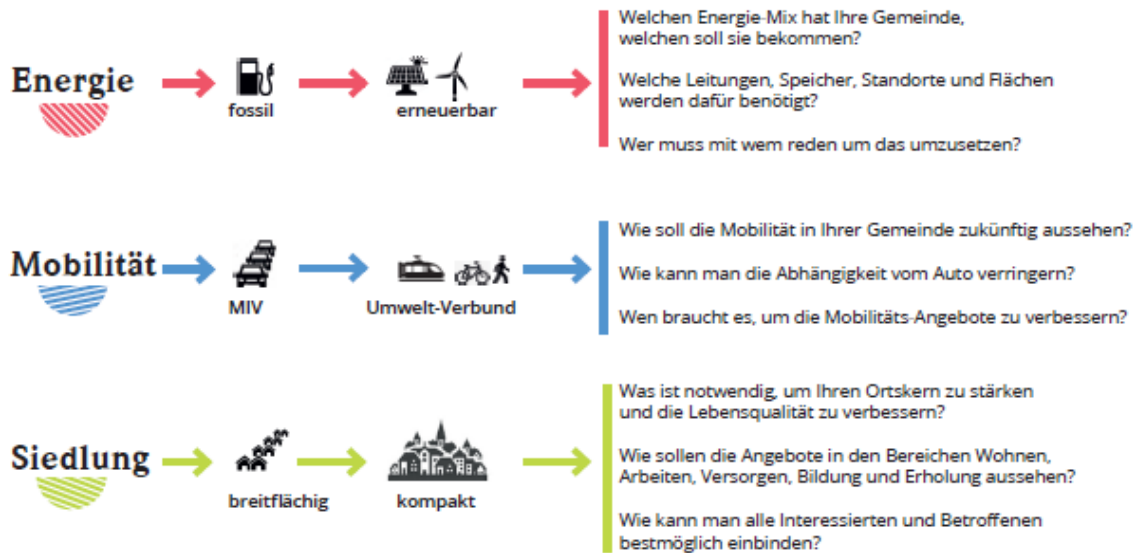 Energie
fossil
erneuerbar
Welchen Energie-Mix hat Ihre Gemeinde,
welchen soll sie bekommen?
Welche Leitungen, Speicher, Standorte und Flächen
werden dafür benötigt?
Wer muss mit wem reden um das umzusetzen?
Mobilität
MIV
Umwelt-Verbund
Wie soll die Mobilität in Ihrer Gemeinde zukünftig aussehen?
Wie kann man die Abhängigkeit vom Auto verringern?
Wen braucht es, um die Mobilitäts-Angebote zu verbessern?
Siedlung
breitflächig
kompakt
Was ist notwendig, um Ihren Ortskern zu stärken
und die Lebensqualität zu verbessern?
Wie sollen die Angebote in den Bereichen Wohnen,
Arbeiten, Versorgen, Bildung und Erholung aussehen?
Wie kann man alle Interessierten und Betroffenen
bestmöglich einbinden?